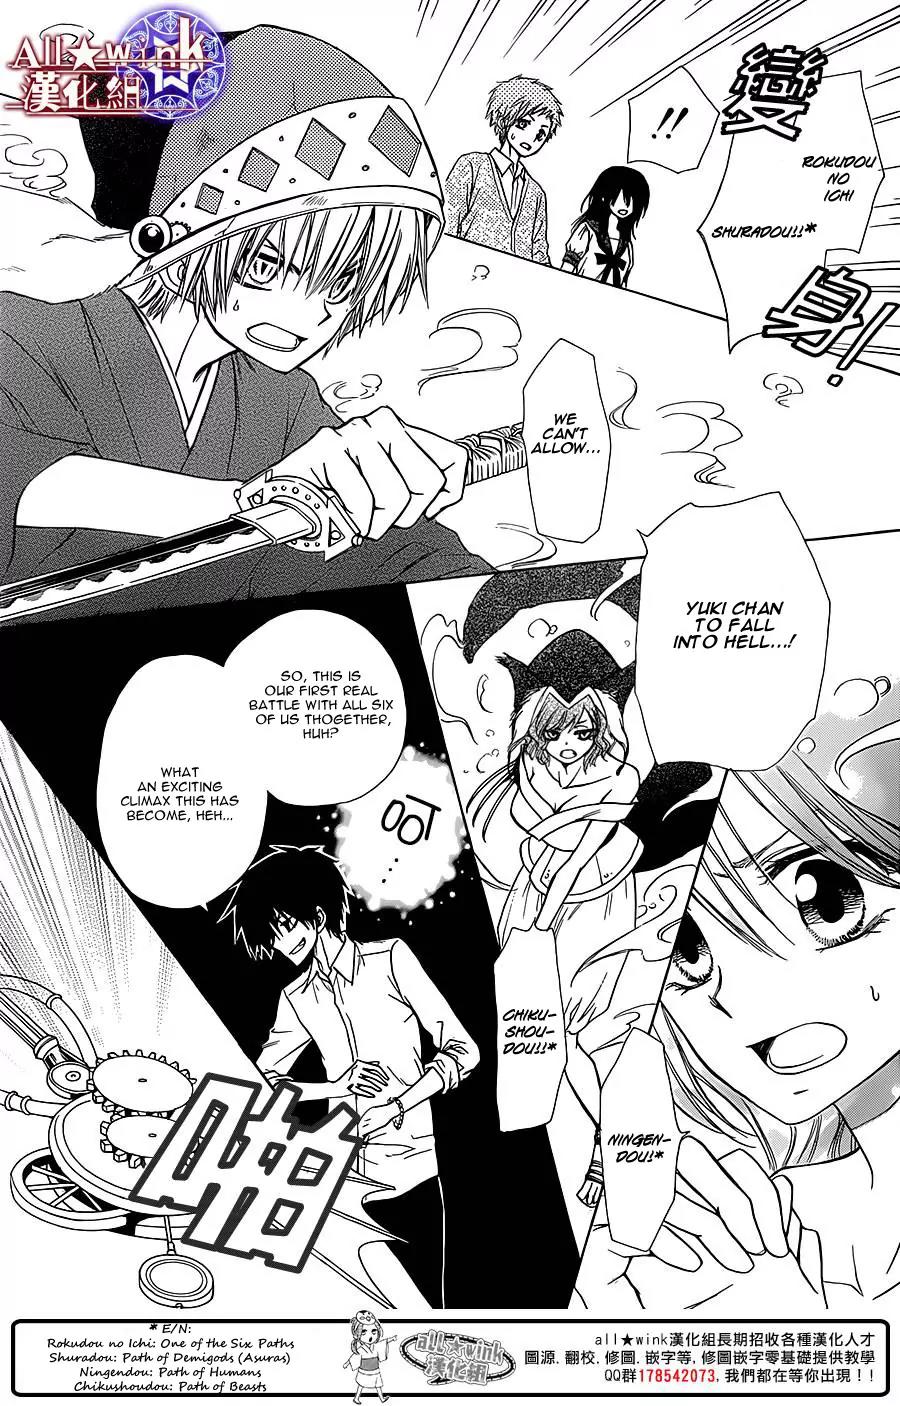 All★wink
漢化組
變
身!
ROKUDOU
NO
ICHI
SHURADOU!!*
!!
WE
CAN'T
ALLOW...
YUKI CHAN
TO FALL
INTO HELL...!
SO, THIS IS
OUR FIRST REAL
BATTLE WITH ALL SIX
OF US THOGETHER,
HUH?
WHAT
AN EXCITING
CLIMAX THIS HAS
BECOME, HEH...
呵…
CHIKU-
SHOU-
DOU!!*
NINGEN-
DOU!*
啪
* E/N:
Rokudou no Ichi: One of the Six Paths
Shuradou: Path of Demigods (Asuras)
Ningendou: Path of Humans
Chikushoudou: Path of Beasts
all★wink
漢化組
all★wink漢化組長期招收各種漢化人才
圖源. 翻校. 修圖. 嵌字等, 修圖嵌字零基礎提供教學
QQ群178542073, 我們都在等你出現!!